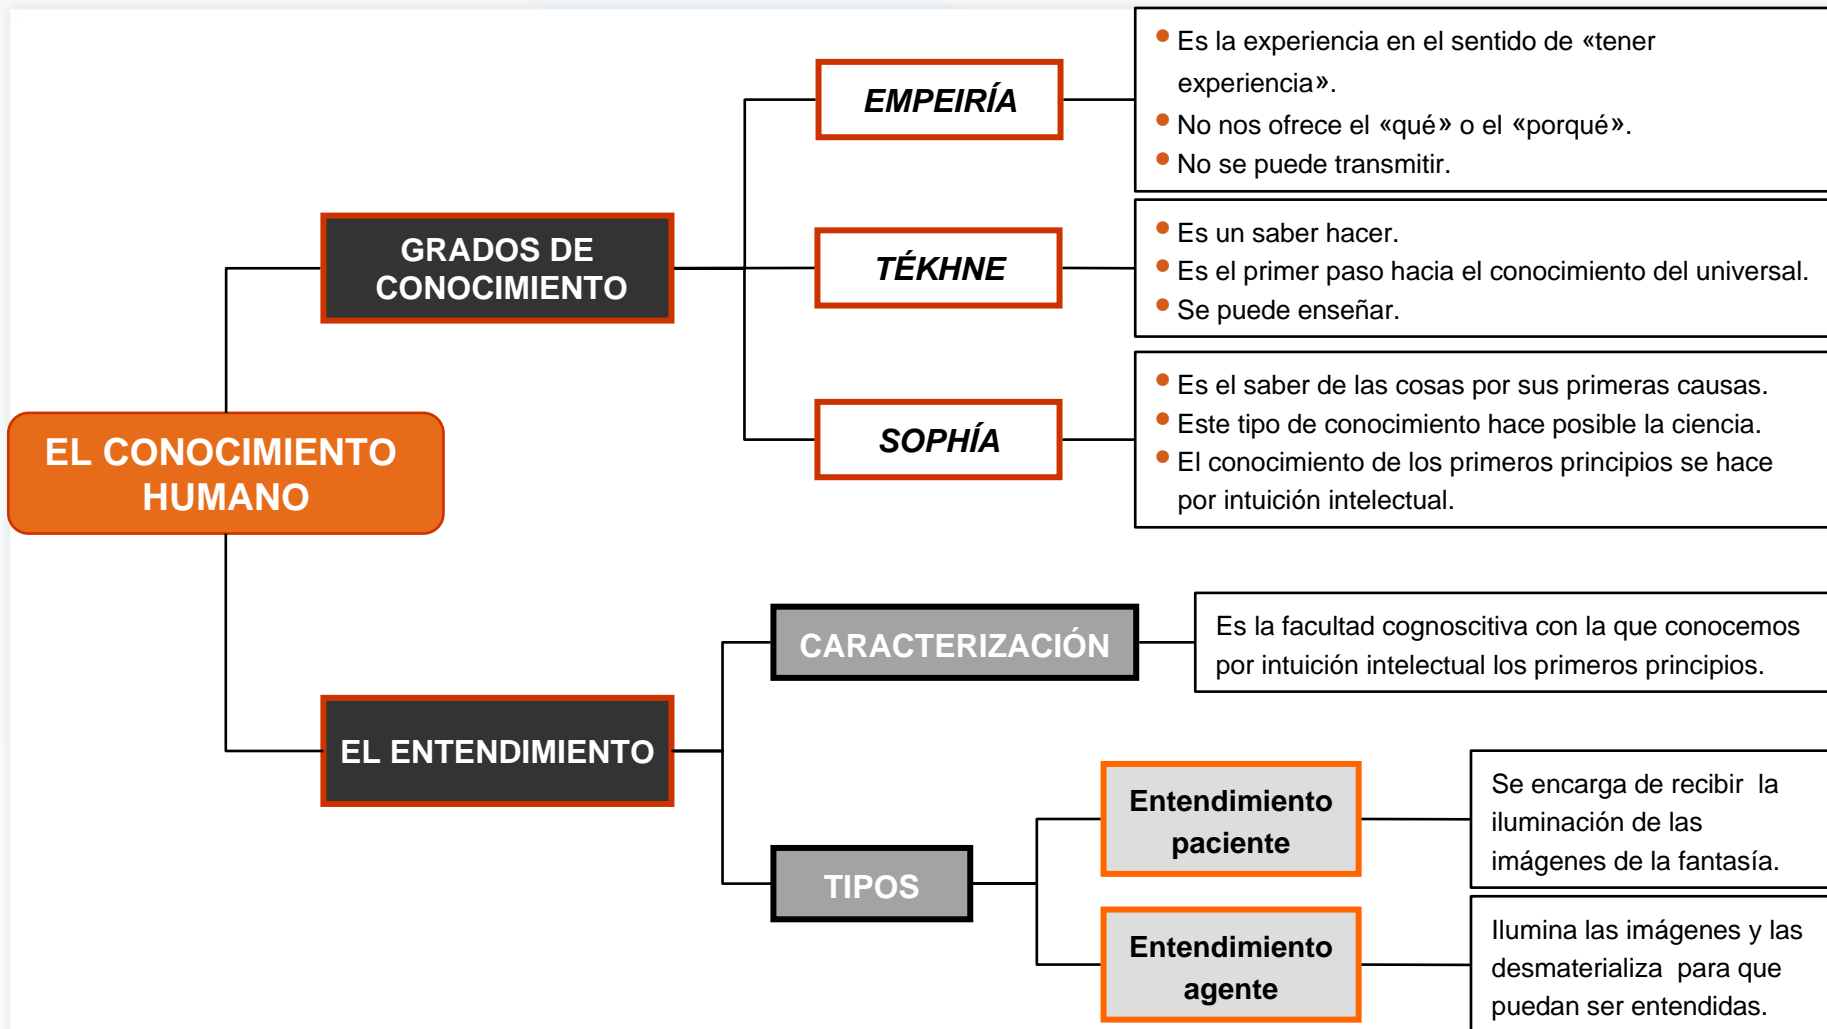 EL CONOCIMIENTO
HUMANO
GRADOS DE
CONOCIMIENTO
EMPEIRÍA
• Es la experiencia en el sentido de «tener
experiencia».
• No nos ofrece el «qué» o el «porqué».
• No se puede transmitir.
TÉKHNE
• Es un saber hacer.
• Es el primer paso hacia el conocimiento del universal.
• Se puede enseñar.
SOPHÍA
• Es el saber de las cosas por sus primeras causas.
• Este tipo de conocimiento hace posible la ciencia.
• El conocimiento de los primeros principios se hace
por intuición intelectual.
EL ENTENDIMIENTO
CARACTERIZACIÓN
Es la facultad cognoscitiva con la que conocemos
por intuición intelectual los primeros principios.
TIPOS
Entendimiento
paciente
Se encarga de recibir la
iluminación de las
imágenes de la fantasía.
Entendimiento
agente
Ilumina las imágenes y las
desmaterializa para que
puedan ser entendidas.